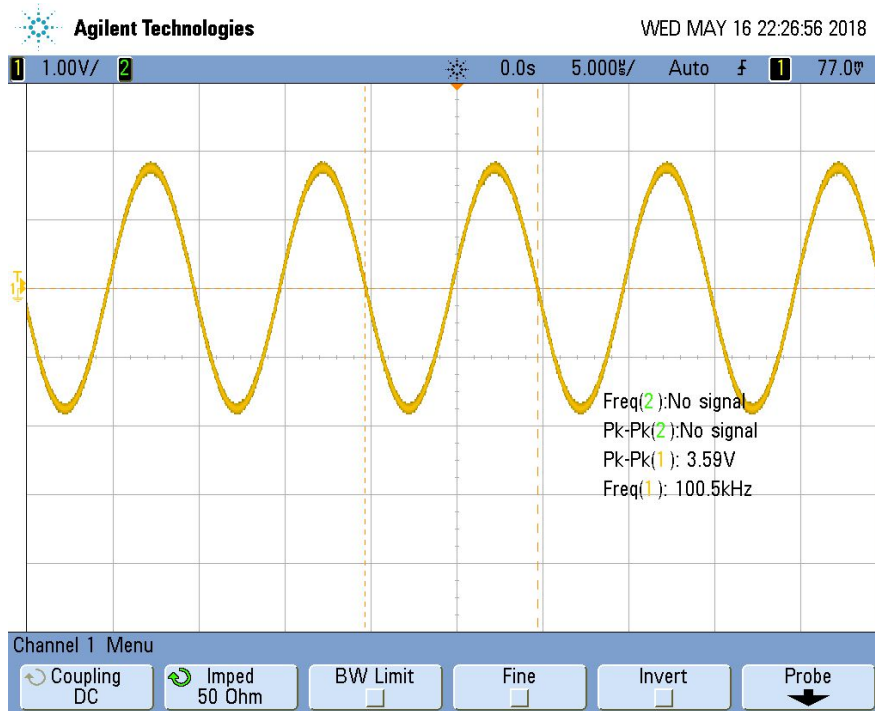 Agilent Technologies WED MAY 16 22:26:56 2018
1 1.00V/ 2 0.0s 5.000㎲/ Auto 1 77.0㎷
T
1
Freq(2):No signal
Pk-Pk(2):No signal
Pk-Pk(1): 3.59V
Freq(1): 100.5kHz
Channel 1 Menu
Coupling Imped BW Limit Fine Invert Probe
DC 50 Ohm